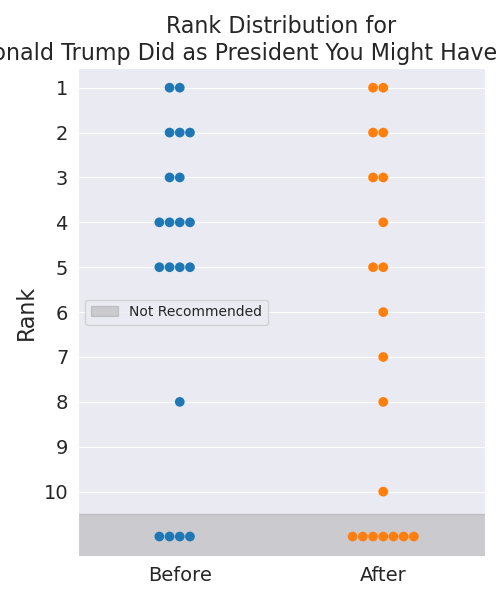 Rank Distribution for
onald Trump Did as President You Might Have
1
2
3
4
5
6
7
8
9
10
Rank
Not Recommended
Before After